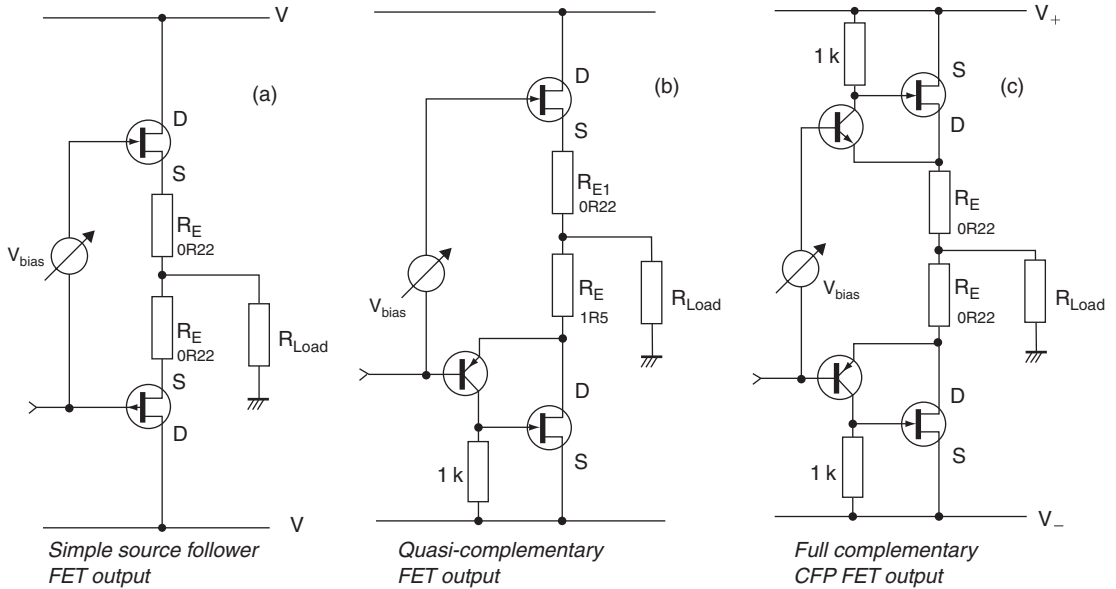 V
(a)
D
S
R_E
0R22
V_bias
R_E
0R22
R_Load
S
D
V
Simple source follower
FET output
(b)
D
S
R_E1
0R22
V_bias
R_E
1R5
R_Load
D
S
1 k
Quasi-complementary
FET output
V_+
1 k
S
(c)
D
R_E
0R22
V_bias
R_E
0R22
R_Load
D
S
1 k
V_−
Full complementary
CFP FET output